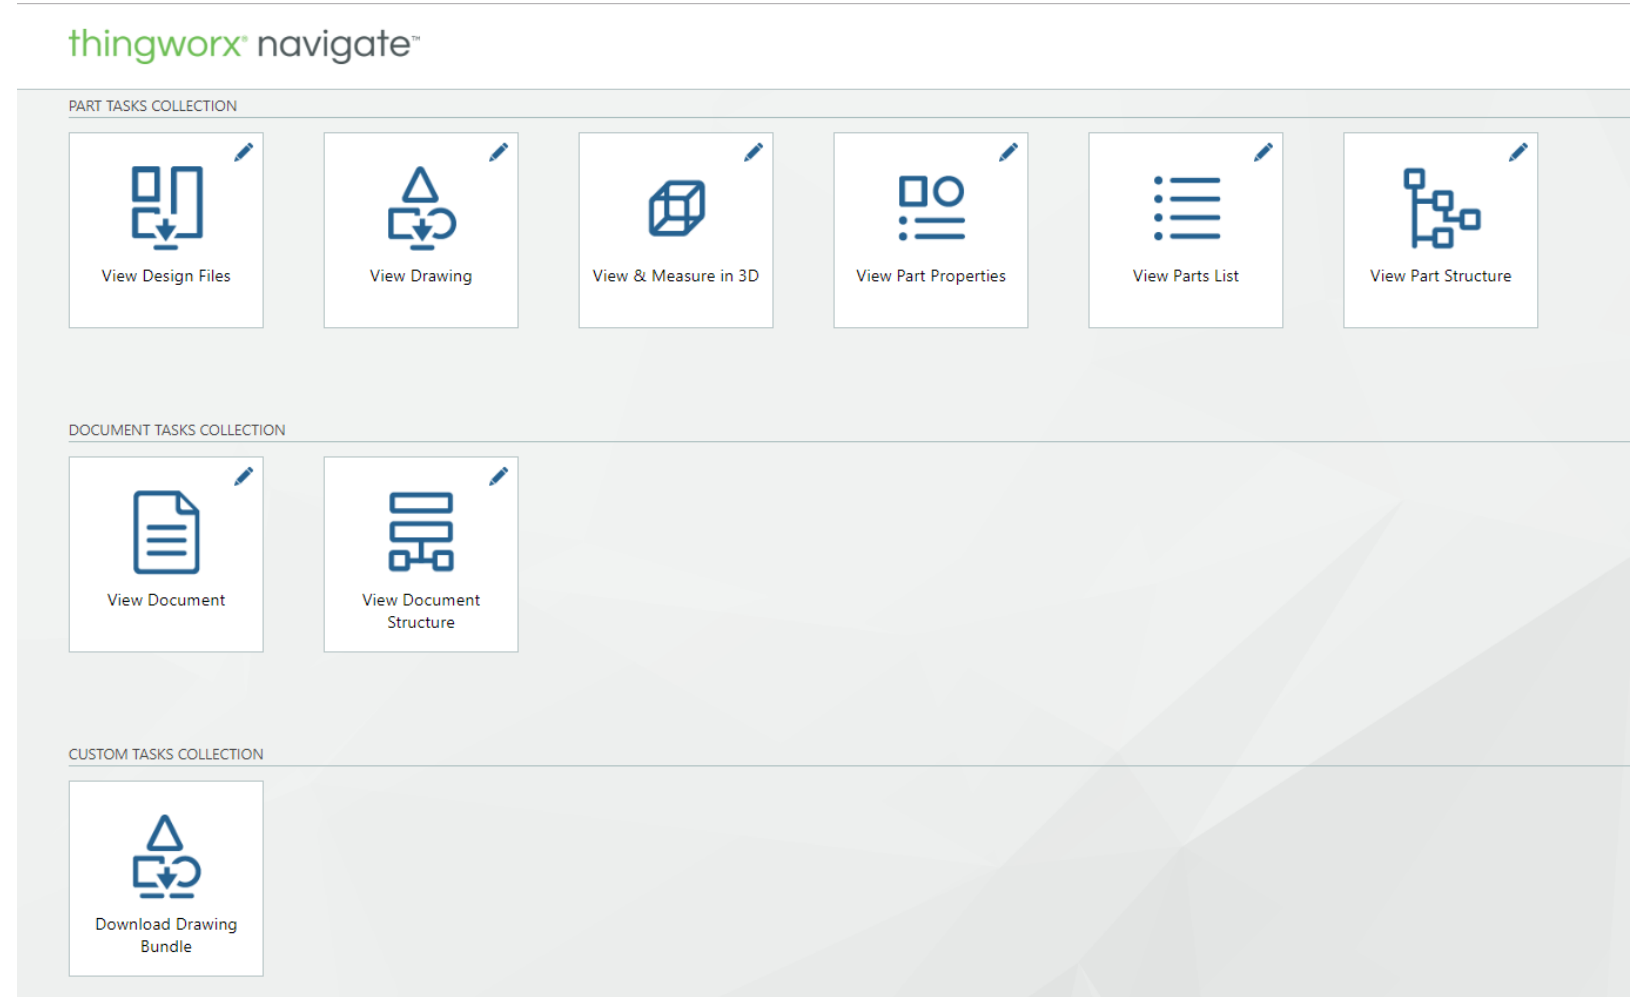 thingworx® navigate™
PART TASKS COLLECTION
View Design Files
View Drawing
View & Measure in 3D
View Part Properties
View Parts List
View Part Structure
DOCUMENT TASKS COLLECTION
View Document
View Document
Structure
CUSTOM TASKS COLLECTION
Download Drawing
Bundle